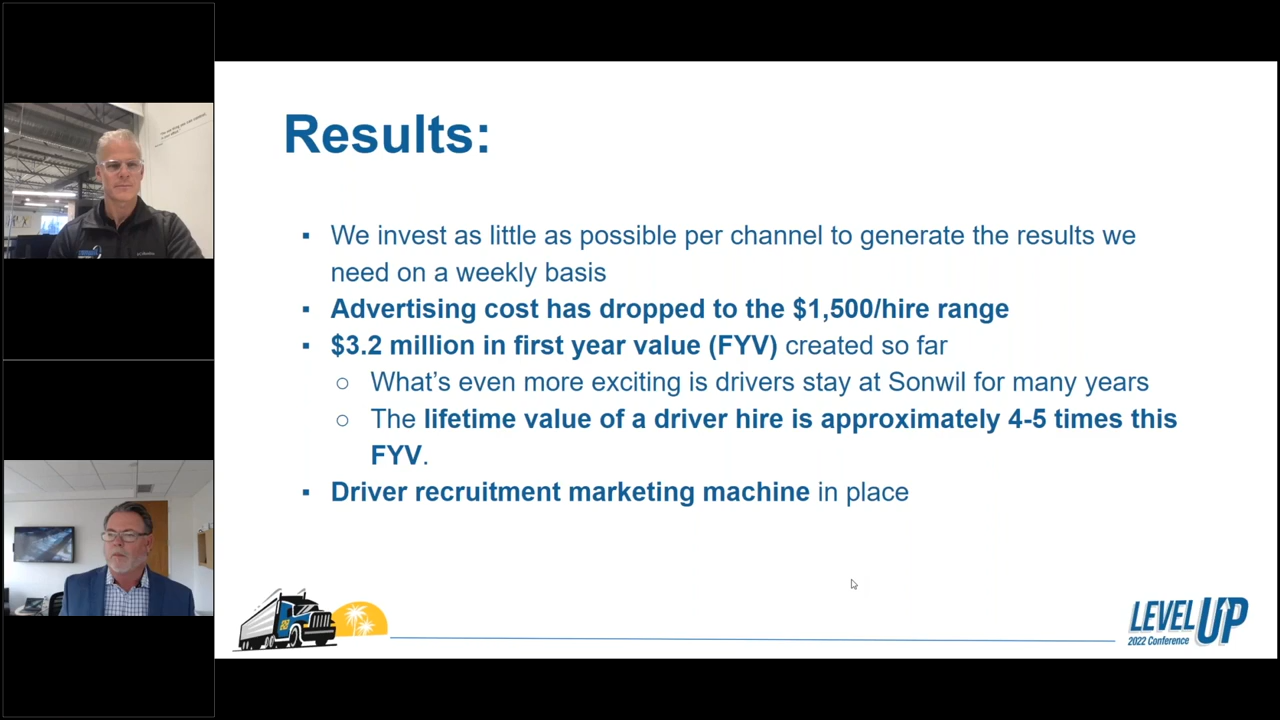 Results:
▪ We invest as little as possible per channel to generate the results we
need on a weekly basis
▪ Advertising cost has dropped to the $1,500/hire range
▪ $3.2 million in first year value (FYV) created so far
○ What's even more exciting is drivers stay at Sonwil for many years
○ The lifetime value of a driver hire is approximately 4-5 times this
FYV.
▪ Driver recruitment marketing machine in place
LEVEL UP
2022 Conference